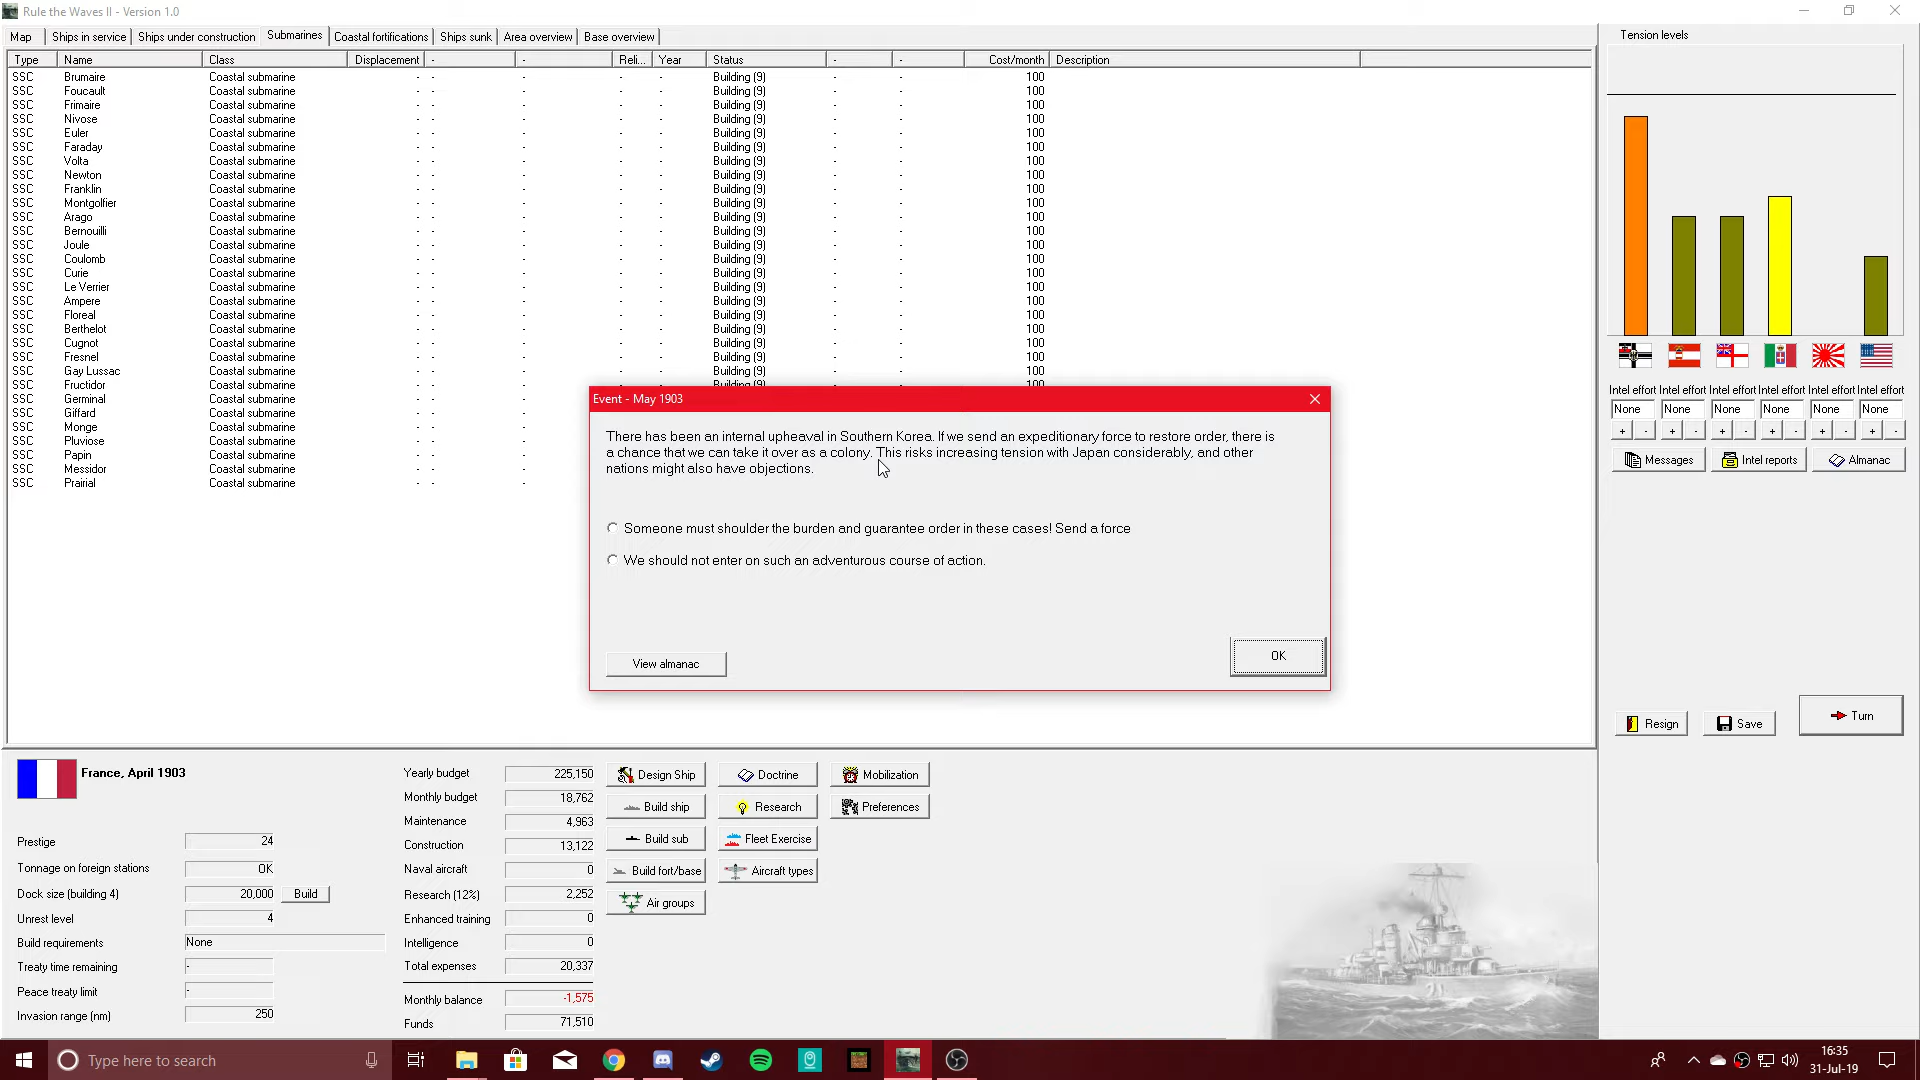 Rule the Waves II - Version 1.0
Map Ships in service Ships under construction Submarines Coastal fortifications Ships sunk Area overview Base overview
Type Name Class Displacement - - Reli... Year Status - - Cost/month Description
SSC Brumaire Coastal submarine - - - - - Building (9) - - 100
SSC Foucault Coastal submarine - - - - - Building (9) - - 100
SSC Frimaire Coastal submarine - - - - - Building (9) - - 100
SSC Nivose Coastal submarine - - - - - Building (9) - - 100
SSC Euler Coastal submarine - - - - - Building (9) - - 100
SSC Faraday Coastal submarine - - - - - Building (9) - - 100
SSC Volta Coastal submarine - - - - - Building (9) - - 100
SSC Newton Coastal submarine - - - - - Building (9) - - 100
SSC Franklin Coastal submarine - - - - - Building (9) - - 100
SSC Montgolfier Coastal submarine - - - - - Building (9) - - 100
SSC Arago Coastal submarine - - - - - Building (9) - - 100
SSC Bernouilli Coastal submarine - - - - - Building (9) - - 100
SSC Joule Coastal submarine - - - - - Building (9) - - 100
SSC Coulomb Coastal submarine - - - - - Building (9) - - 100
SSC Curie Coastal submarine - - - - - Building (9) - - 100
SSC Le Verrier Coastal submarine - - - - - Building (9) - - 100
SSC Ampere Coastal submarine - - - - - Building (9) - - 100
SSC Floreal Coastal submarine - - - - - Building (9) - - 100
SSC Berthelot Coastal submarine - - - - - Building (9) - - 100
SSC Cugnot Coastal submarine - - - - - Building (9) - - 100
SSC Fresnel Coastal submarine - - - - - Building (9) - - 100
SSC Gay Lussac Coastal submarine - - - - - Building (9) - - 100
SSC Fructidor Coastal submarine - - - - - Building (9) - - 100
SSC Germinal Coastal submarine - -
SSC Giffard Coastal submarine - -
SSC Monge Coastal submarine - -
SSC Pluviose Coastal submarine - -
SSC Papin Coastal submarine - -
SSC Messidor Coastal submarine - -
SSC Prairial Coastal submarine - -
Event - May 1903
There has been an internal upheaval in Southern Korea. If we send an expeditionary force to restore order, there is
a chance that we can take it over as a colony. This risks increasing tension with Japan considerably, and other
nations might also have objections.
Someone must shoulder the burden and guarantee order in these cases! Send a force
We should not enter on such an adventurous course of action.
View almanac
OK
Tension levels
Intel effort Intel effort Intel effort Intel effort Intel effort Intel effort
None None None None None None
+ - + - + - + - + - + -
Messages Intel reports Almanac
Resign Save Turn
France, April 1903
Prestige 24
Tonnage on foreign stations OK
Dock size (building 4) 20,000 Build
Unrest level 4
Build requirements None
Treaty time remaining -
Peace treaty limit -
Invasion range (nm) 250
Yearly budget 225,150
Monthly budget 18,762
Maintenance 4,963
Construction 13,122
Naval aircraft 0
Research (12%) 2,252
Enhanced training 0
Intelligence 0
Total expenses 20,337
Monthly balance -1,575
Funds 71,510
Design Ship Doctrine Mobilization
Build ship Research Preferences
Build sub Fleet Exercise
Build fort/base Aircraft types
Air groups
Type here to search
16:35
31-Jul-19